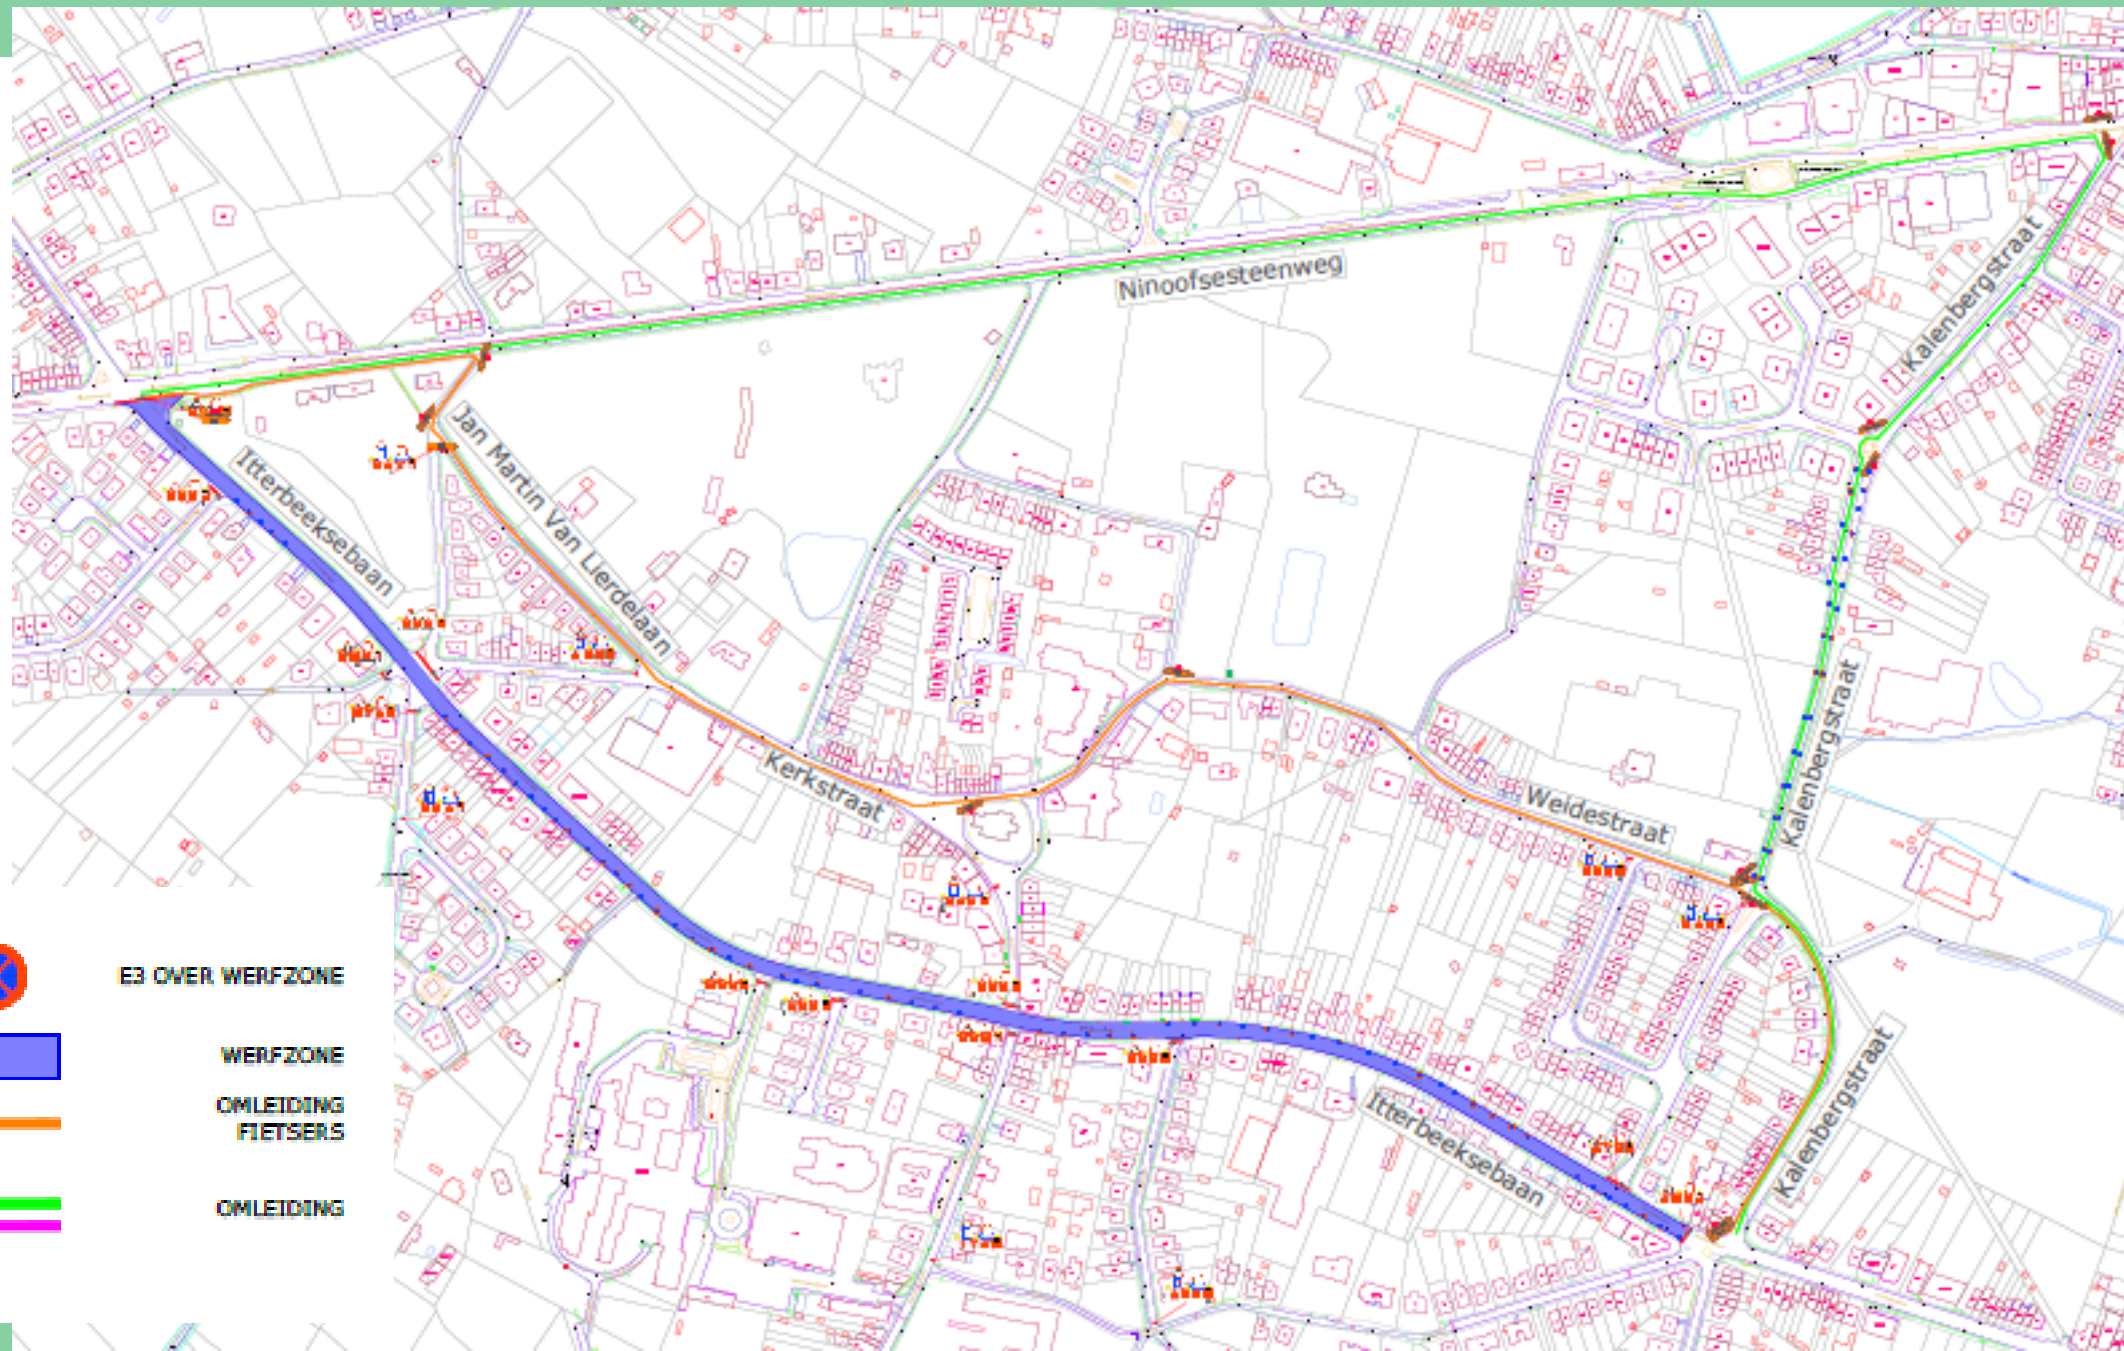 Ninoofsesteenweg
Kalenbergstraat
Jan Martin Van Lierdelaan
Itterbeeksebaan
Kalenbergstraat
Kerkstraat
Weidestraat
E3 OVER WERFZONE
WERFZONE
OMLEIDING
FIETSERS
OMLEIDING
Itterbeeksebaan
Kalenbergstraat